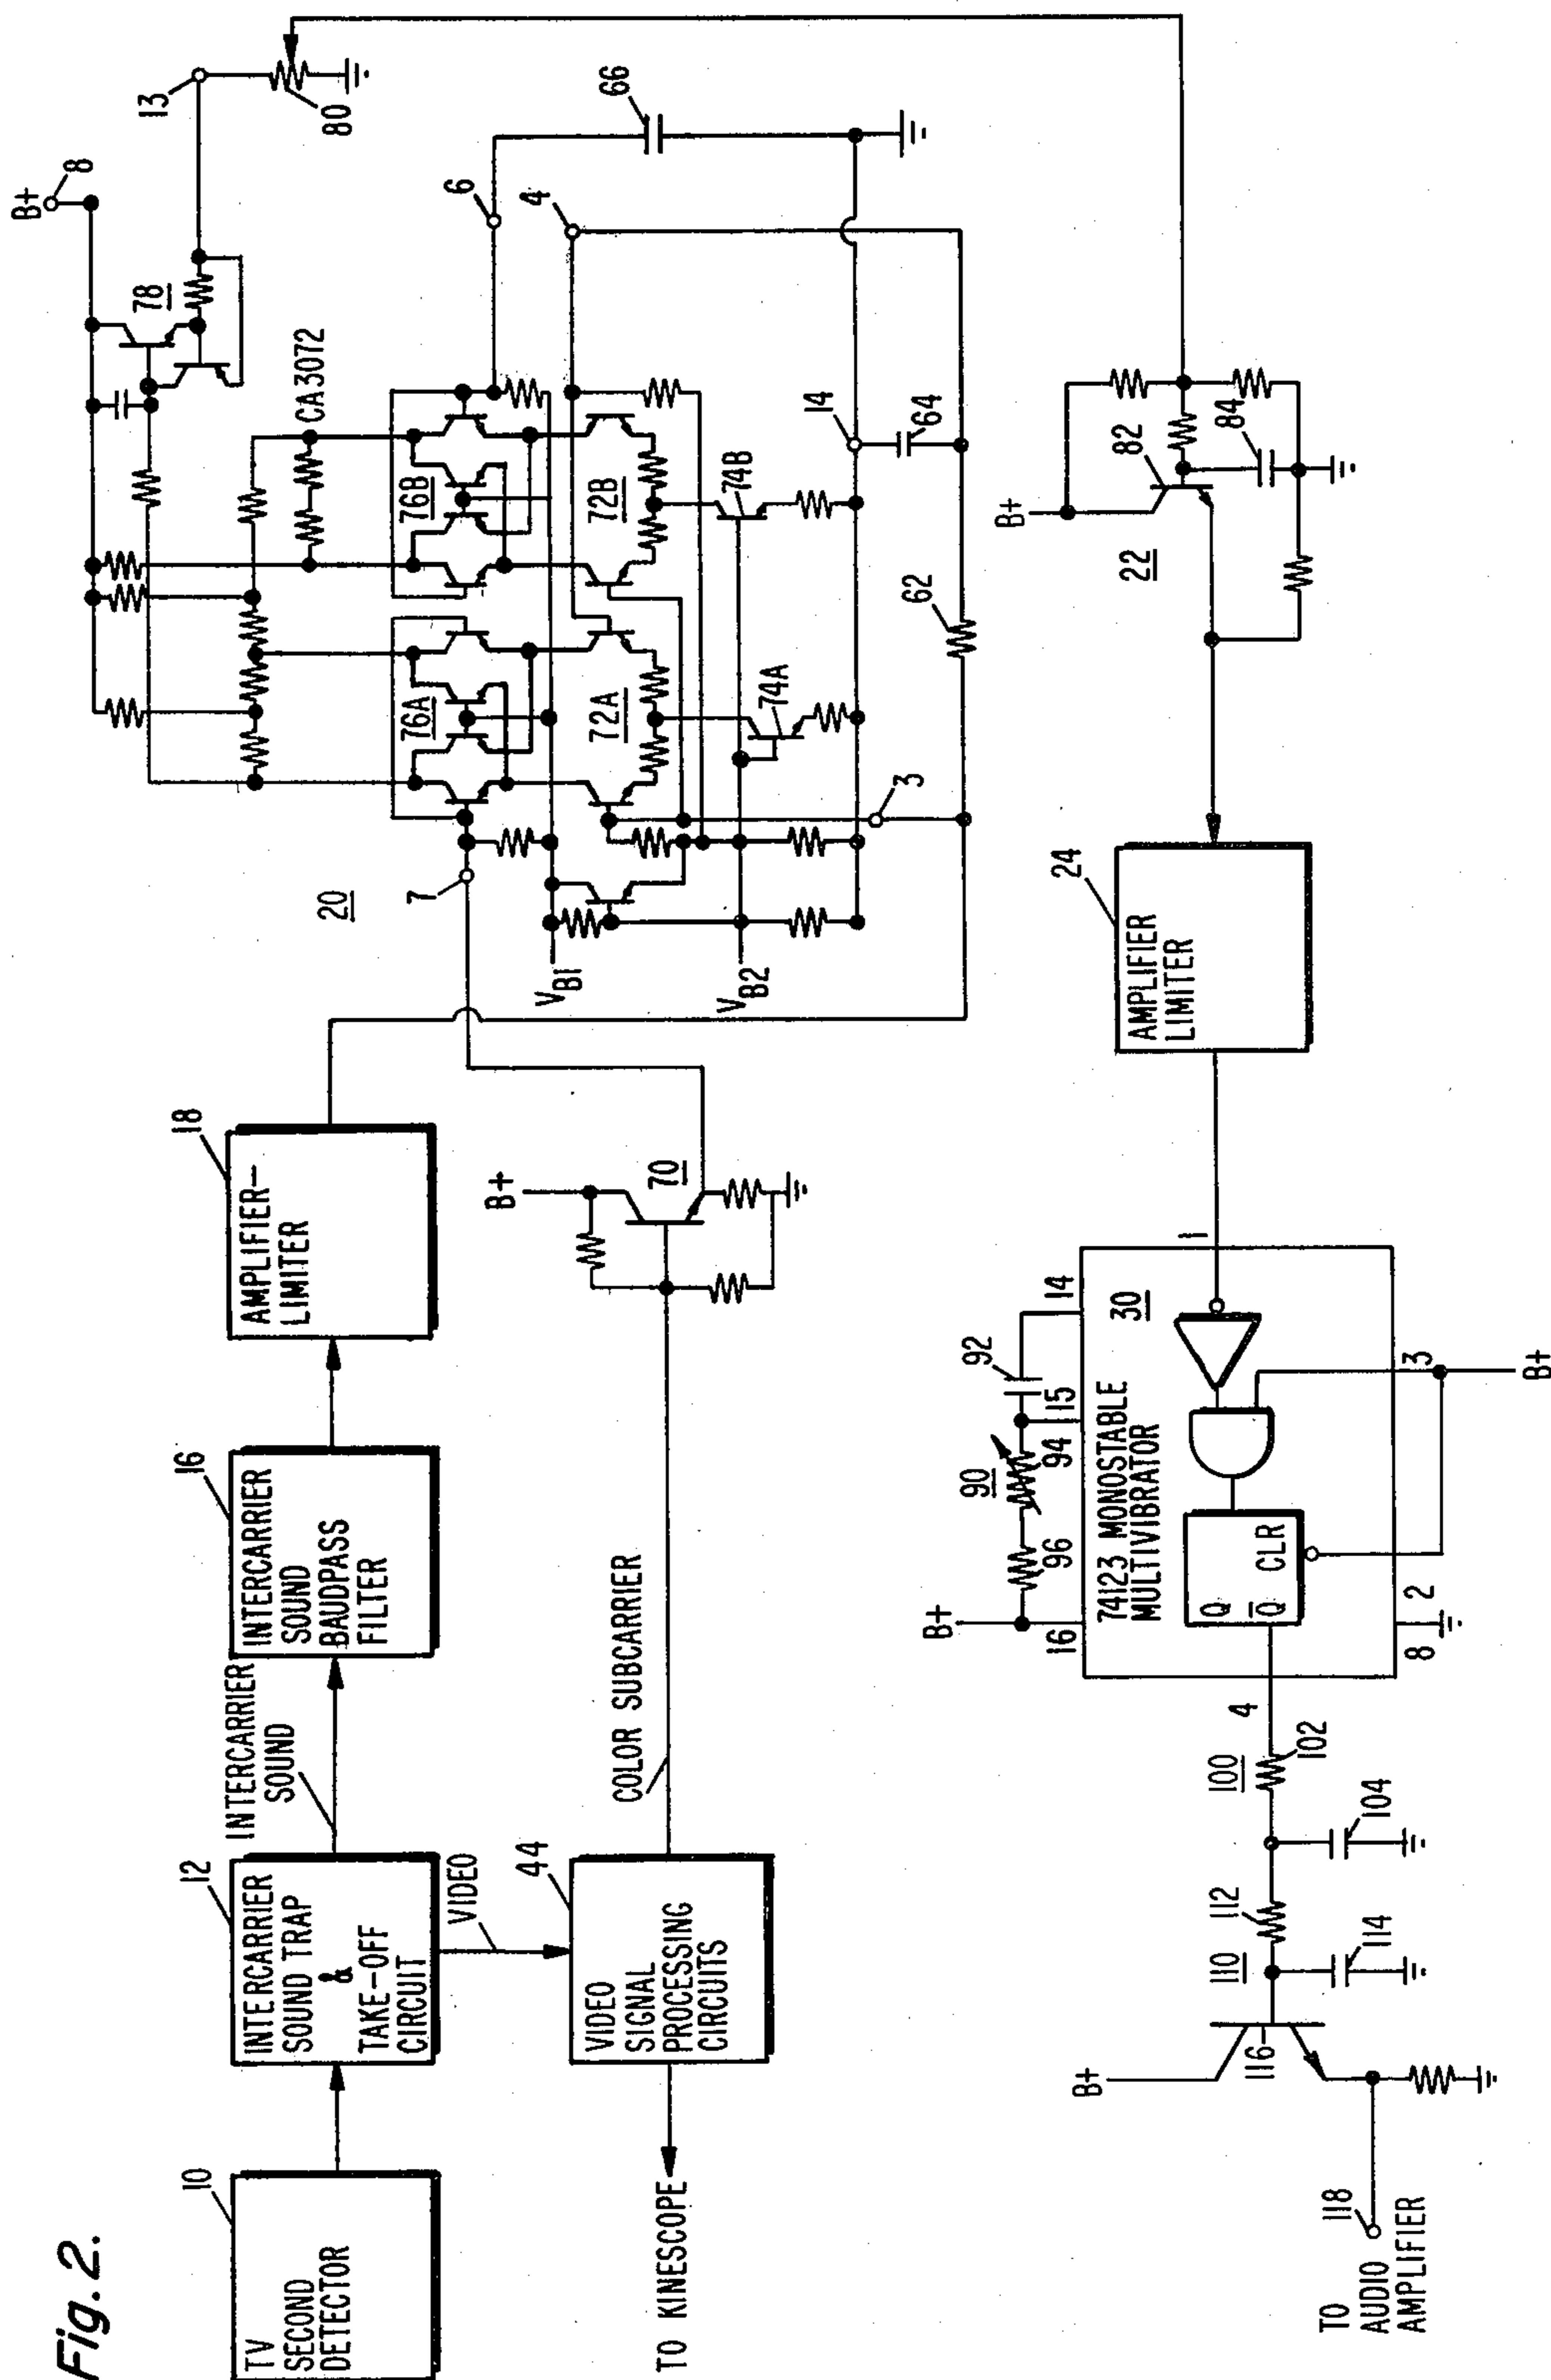 Fig. 2.
10
TV
SECOND
DETECTOR
12
INTERCARRIER
SOUND TRAP
&
TAKE-OFF
CIRCUIT
INTERCARRIER
SOUND
16
INTERCARRIER
SOUND
BAUDPASS
FILTER
18
AMPLIFIER-
LIMITER
VIDEO
44
VIDEO
SIGNAL
PROCESSING
CIRCUITS
TO KINESCOPE
COLOR SUBCARRIER
B+
70
20
7
VB1
VB2
B+
8
78
13
80
CA3072
76A
76B
6
66
4
72A
72B
74A
74B
14
64
3
62
B+
22
82
84
24
AMPLIFIER
LIMITER
1
B+
16
90
96
94
92
15
14
74123 MONOSTABLE
MULTIVIBRATOR
30
Q
Q̅ CLR
3
B+
8
2
4
100
102
104
112
110
114
116
B+
118
TO
AUDIO
AMPLIFIER